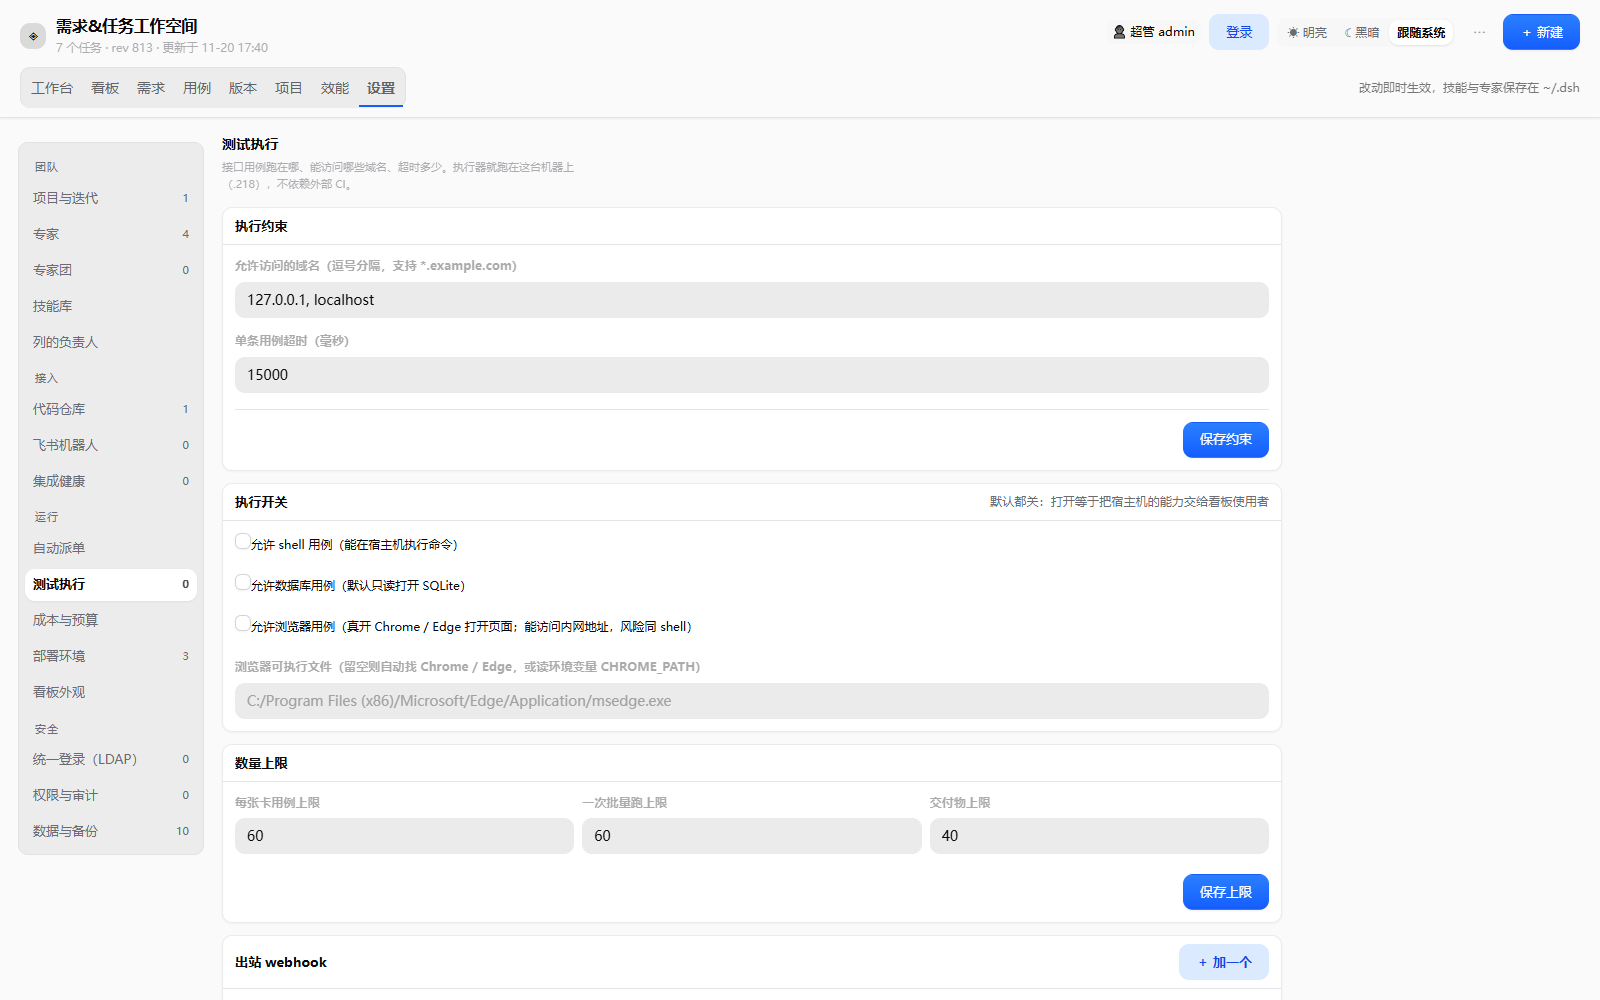 需求&任务工作空间
7 个任务 · rev 813 · 更新于 11-20 17:40
超管 admin
登录
明亮
黑暗
跟随系统
···
+ 新建
工作台
看板
需求
用例
版本
项目
效能
设置
改动即时生效，技能与专家保存在 ~/.dsh
团队
项目与迭代 1
专家 4
专家团 0
技能库
列的负责人
接入
代码仓库 1
飞书机器人 0
集成健康 0
运行
自动派单
测试执行 0
成本与预算
部署环境 3
看板外观
安全
统一登录（LDAP） 0
权限与审计 0
数据与备份 10
测试执行
接口用例跑在哪、能访问哪些域名、超时多少。执行器就跑在这台机器上
（.218），不依赖外部 CI。
执行约束
允许访问的域名（逗号分隔，支持 *.example.com）
127.0.0.1, localhost
单条用例超时（毫秒）
15000
保存约束
执行开关
默认都关：打开等于把宿主机的能力交给看板使用者
允许 shell 用例（能在宿主机执行命令）
允许数据库用例（默认只读打开 SQLite）
允许浏览器用例（真开 Chrome / Edge 打开页面；能访问内网地址，风险同 shell）
浏览器可执行文件（留空则自动找 Chrome / Edge，或读环境变量 CHROME_PATH）
C:/Program Files (x86)/Microsoft/Edge/Application/msedge.exe
数量上限
每张卡用例上限
一次批量跑上限
交付物上限
60
60
40
保存上限
出站 webhook
+ 加一个